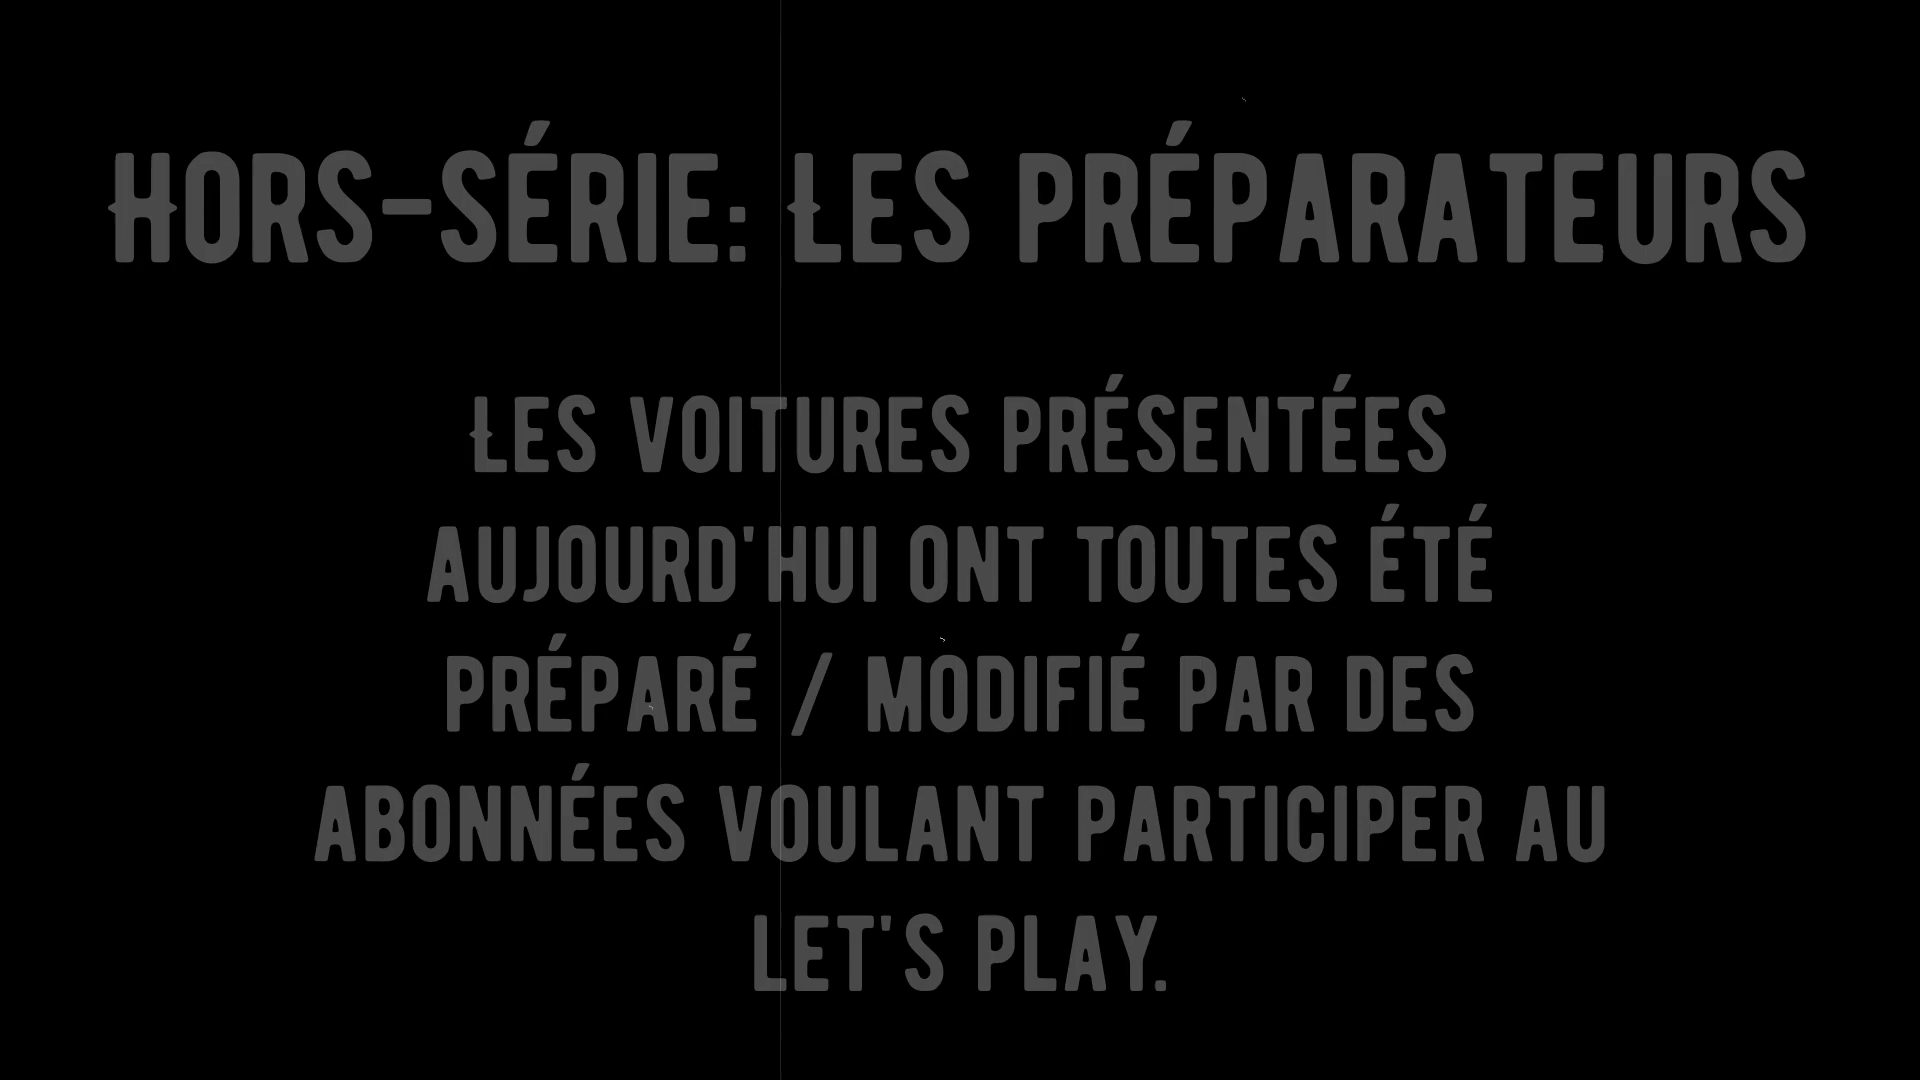 Hors-série: Les préparateurs
Les voitures présentées
aujourd'hui ont toutes été
préparé / modifié par des
abonnées voulant participer au
let's play.